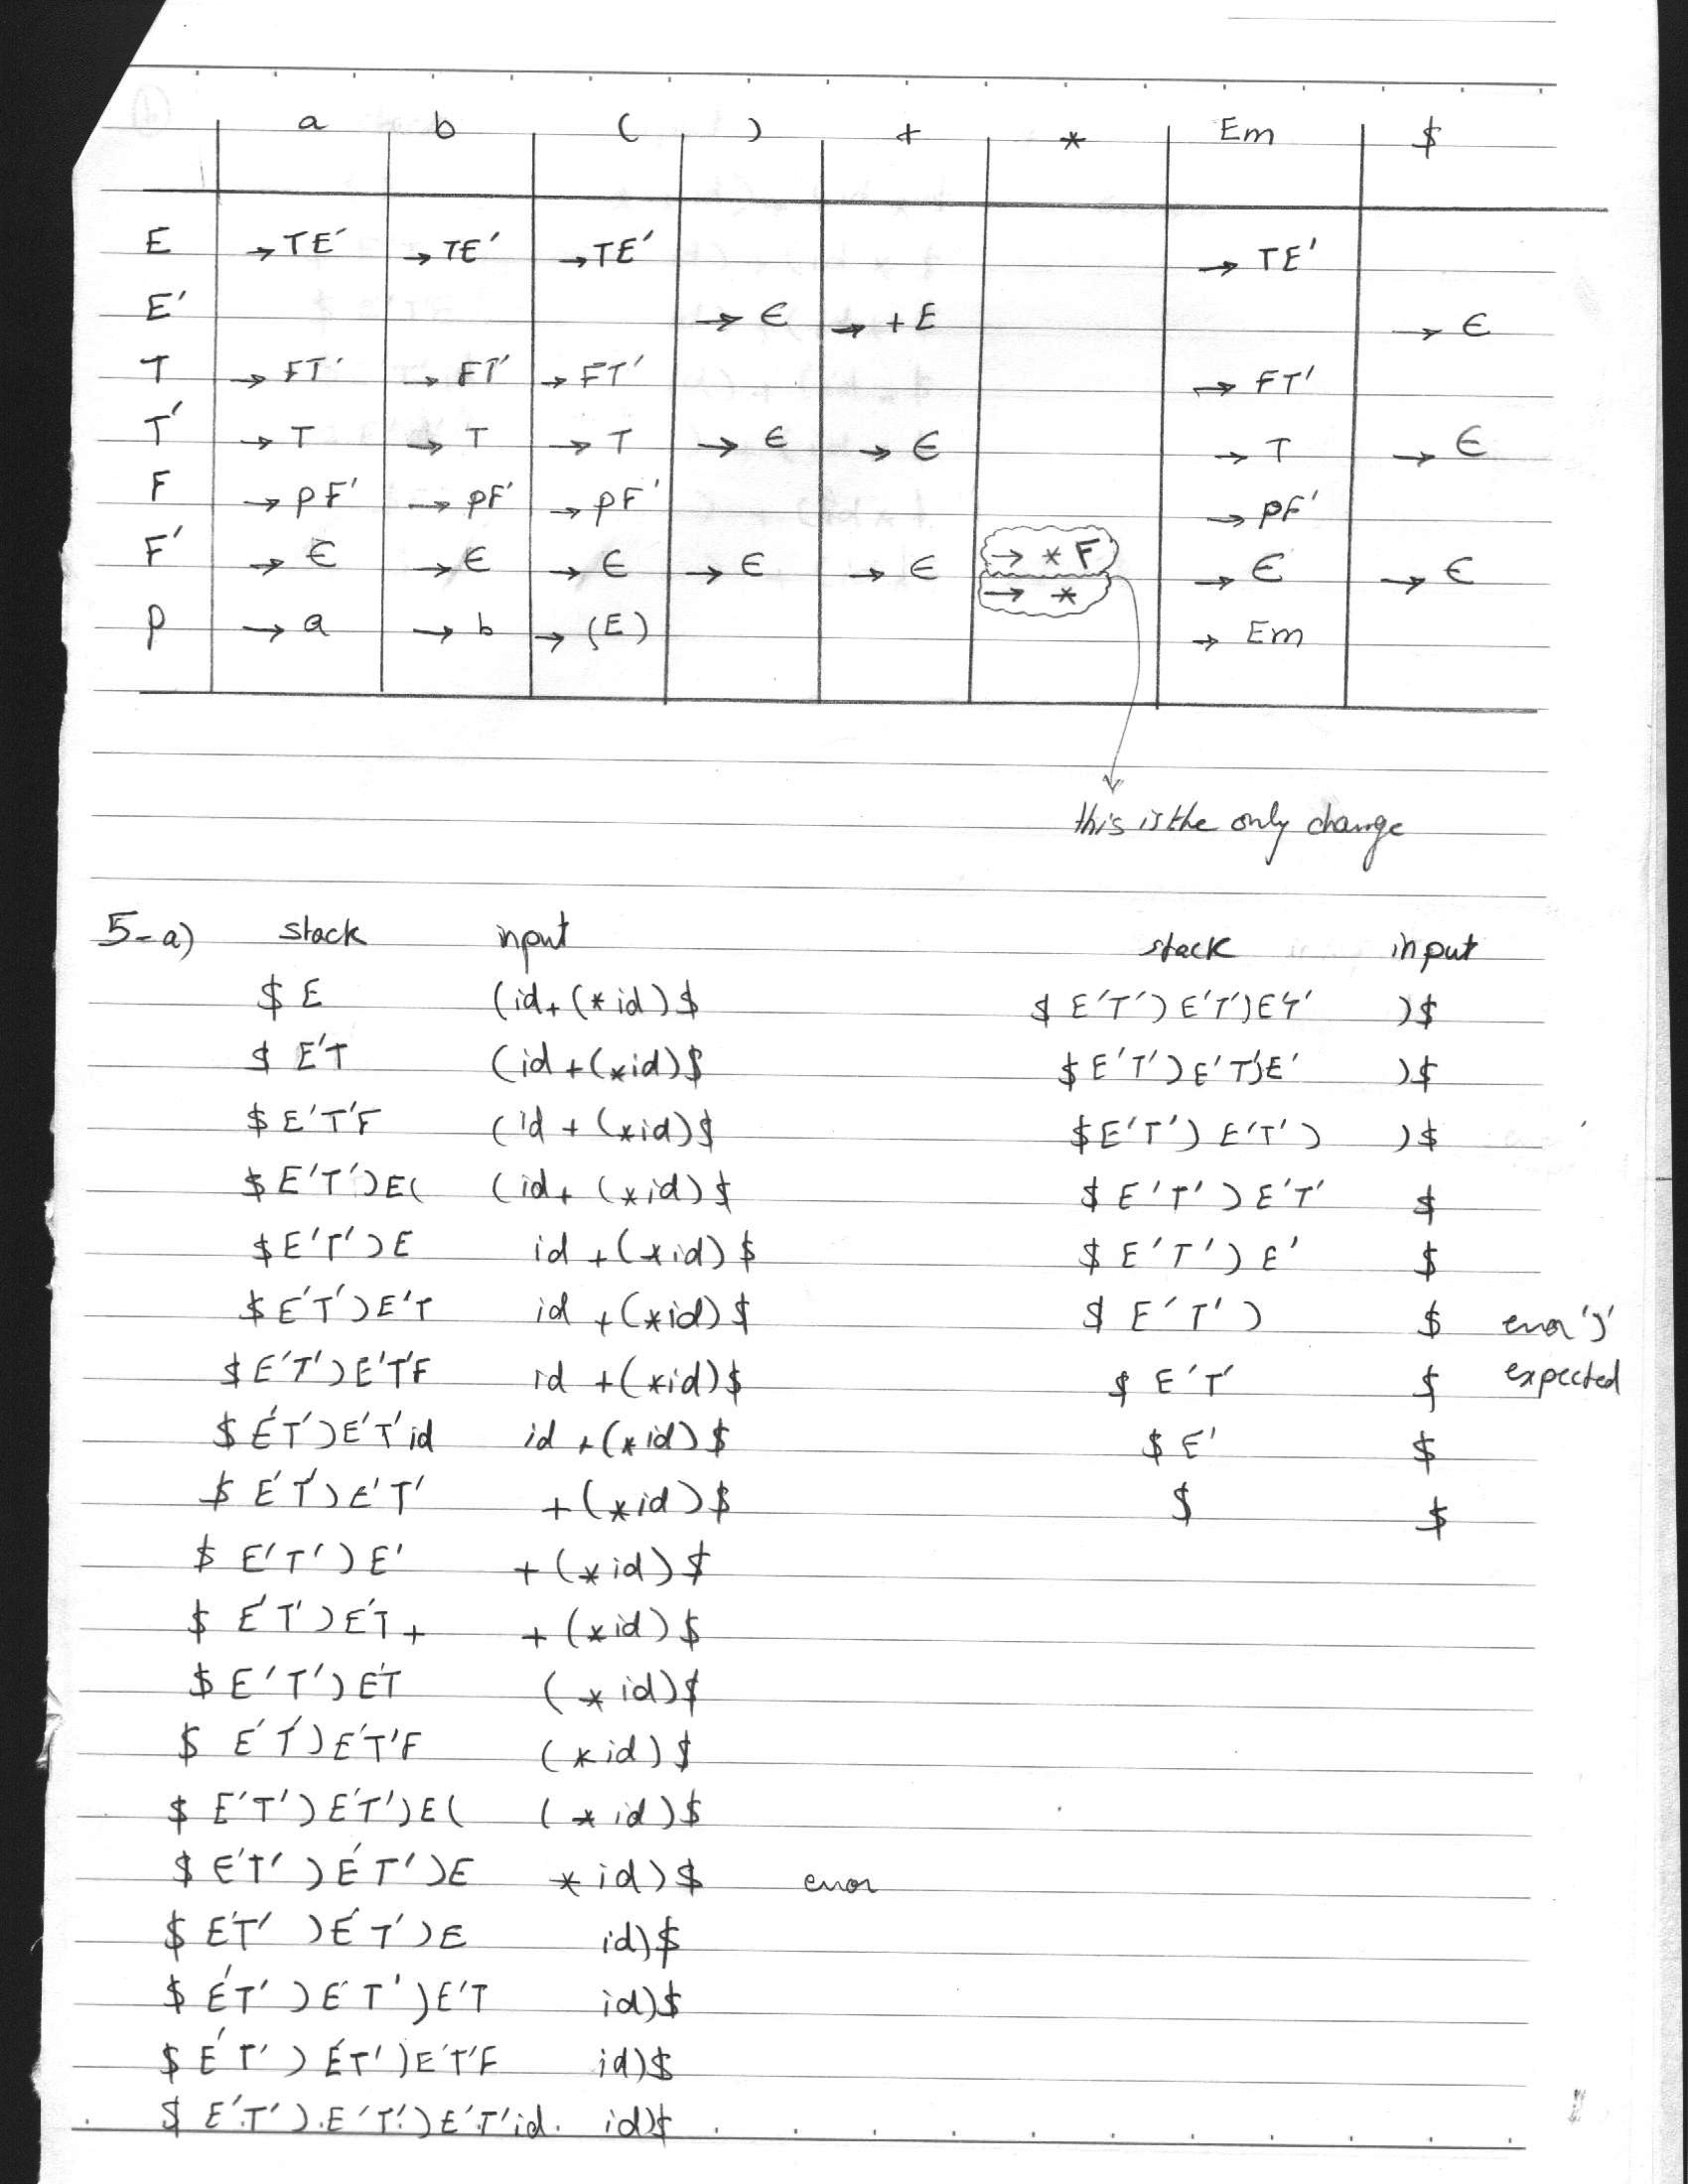 a b ( ) + * Em $
E → TE′ → TE′ → TE′ → TE′
E′ → ∈ → + E → ∈
T → FT′ → FT′ → FT′ → FT′
T′ → T → T → T → ∈ → ∈ → T → ∈
F → PF′ → PF′ → PF′ → PF′
F′ → ∈ → ∈ → ∈ → ∈ → ∈ → * F → ∈ → ∈
→ *
P → a → b → (E) → Em
this is the only change
5-a) stack input
$ E (id+(*id)$
$ E′T (id+(*id)$
$ E′T′F (id+(*id)$
$ E′T′)E( (id+(*id)$
$ E′T′)E id+(*id)$
$ E′T′)E′T id+(*id)$
$ E′T′)E′T′F id+(*id)$
$ E′T′)E′T′id id+(*id)$
$ E′T′)E′T′ +(*id)$
$ E′T′)E′ +(*id)$
$ E′T′)E′T+ +(*id)$
$ E′T′)E′T (*id)$
$ E′T′)E′T′F (*id)$
$ E′T′)E′T′)E( (*id)$
$ E′T′)E′T′)E *id)$ error
$ E′T′)E′T′)E id)$
$ E′T′)E′T′)E′T id)$
$ E′T′)E′T′)E′T′F id)$
$ E′T′)E′T′)E′T′id id)$
stack input
$ E′T′)E′T′)E′T′ )$
$ E′T′)E′T′)E′ )$
$ E′T′)E′T′) )$
$ E′T′)E′T′ $
$ E′T′)E′ $
$ E′T′) $ error ')'
expected
$ E′T′ $
$ E′ $
$ $